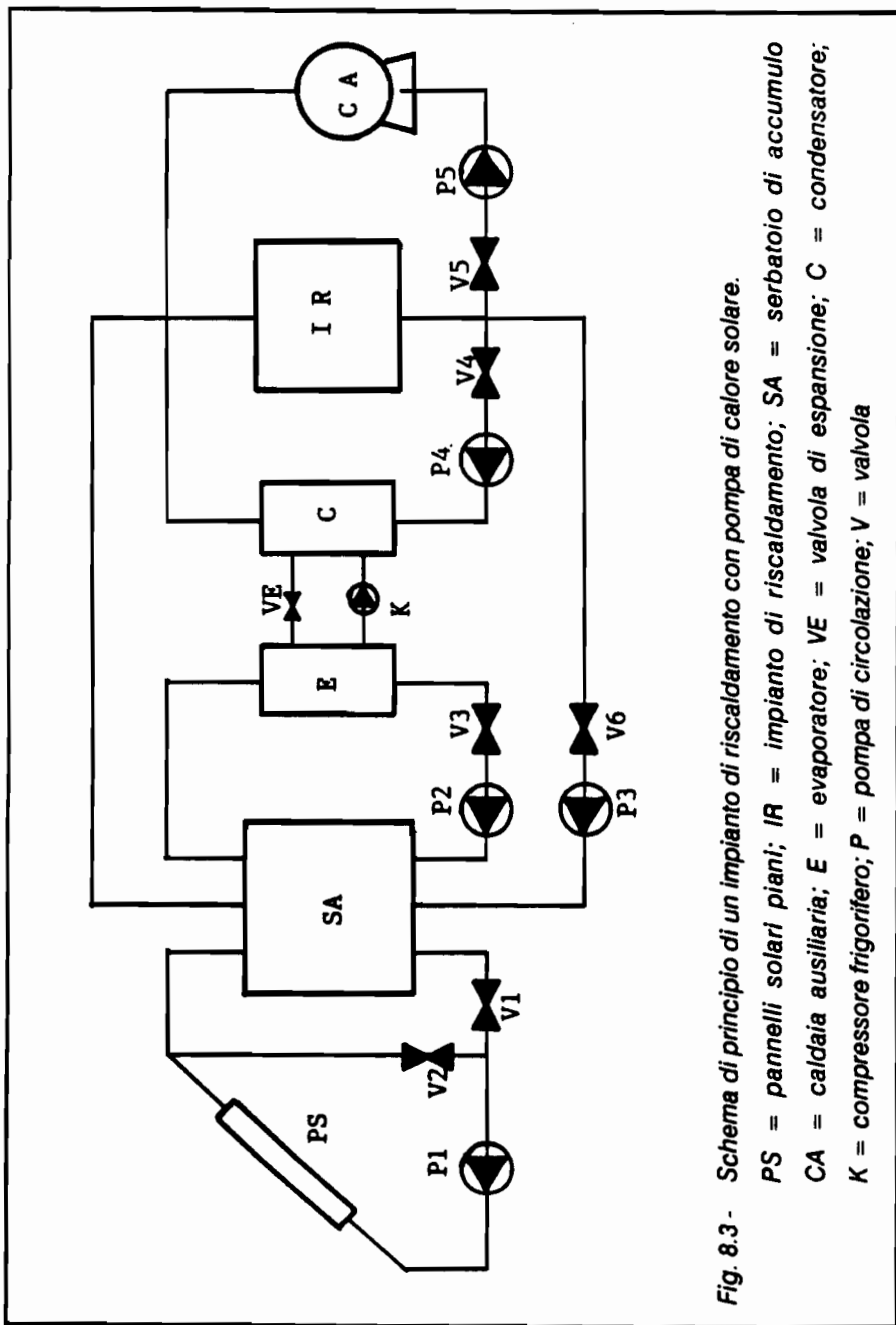 PS
P1
V2
V1
SA
P2
V3
E
VE
K
C
P3
V6
P4
V4
I R
V5
P5
C A
Fig. 8.3 - Schema di principio di un impianto di riscaldamento con pompa di calore solare.
PS = pannelli solari piani; IR = impianto di riscaldamento; SA = serbatoio di accumulo
CA = caldaia ausiliaria; E = evaporatore; VE = valvola di espansione; C = condensatore;
K = compressore frigorifero; P = pompa di circolazione; V = valvola